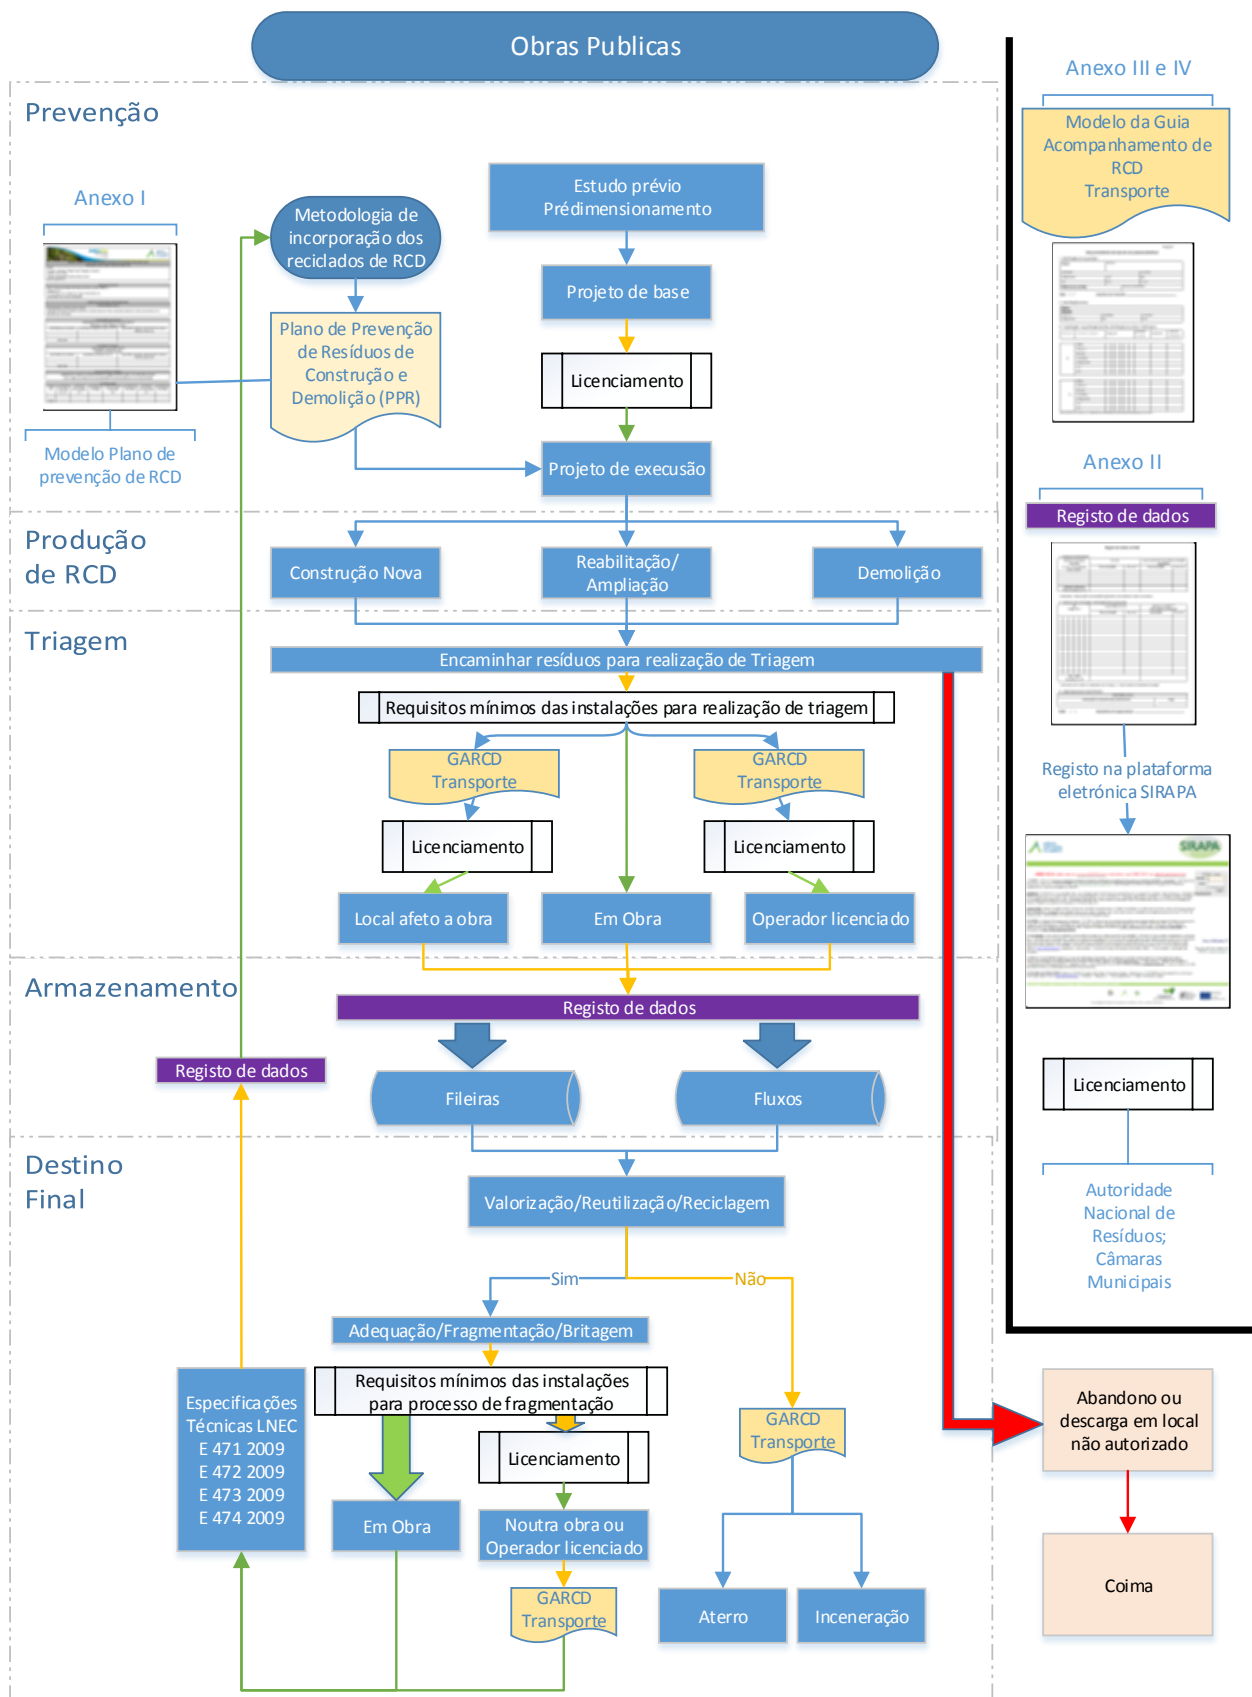 Obras Publicas
Prevenção
Anexo I
Metodologia de
incorporação dos
reciclados de RCD
Estudo prévio
Prédimensionamento
Projeto de base
Plano de Prevenção
de Resíduos de
Construção e
Demolição (PPR)
Licenciamento
Modelo Plano de
prevenção de RCD
Projeto de execusão
Produção
de RCD
Construção Nova
Reabilitação/
Ampliação
Demolição
Triagem
Encaminhar resíduos para realização de Triagem
Requisitos mínimos das instalações para realização de triagem
GARCD
Transporte
GARCD
Transporte
Licenciamento
Licenciamento
Local afeto a obra
Em Obra
Operador licenciado
Armazenamento
Registo de dados
Registo de dados
Fileiras
Fluxos
Destino
Final
Valorização/Reutilização/Reciclagem
Sim
Não
Adequação/Fragmentação/Britagem
Requisitos mínimos das instalações
para processo de fragmentação
Especificações
Técnicas LNEC
E 471 2009
E 472 2009
E 473 2009
E 474 2009
Licenciamento
GARCD
Transporte
Em Obra
Noutra obra ou
Operador licenciado
GARCD
Transporte
Aterro
Inceneração
Anexo III e IV
Modelo da Guia
Acompanhamento de
RCD
Transporte
Anexo II
Registo de dados
Registo na plataforma
eletrónica SIRAPA
SIRAPA
Licenciamento
Autoridade
Nacional de
Resíduos;
Câmaras
Municipais
Abandono ou
descarga em local
não autorizado
Coima